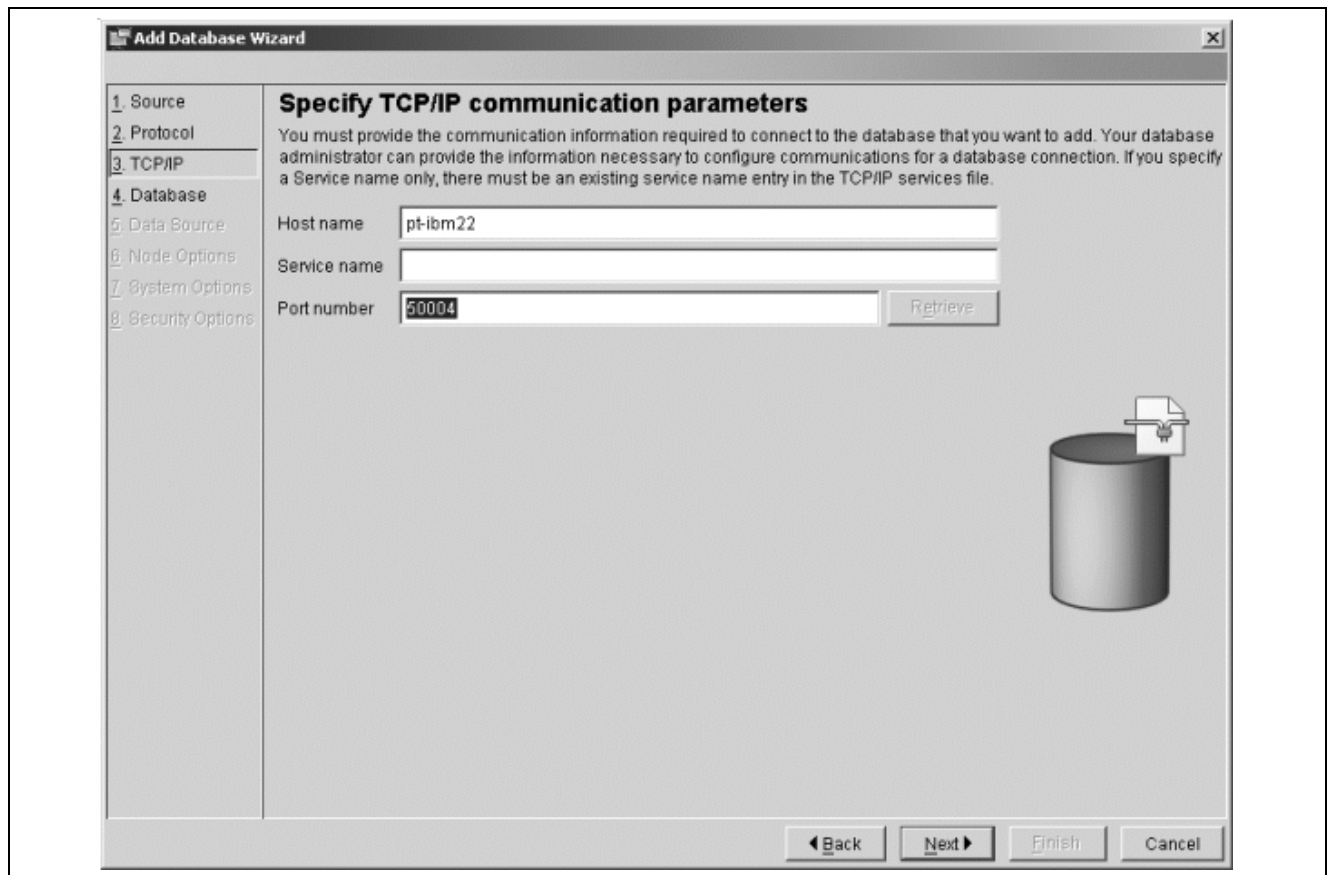 Add Database Wizard
1. Source
2. Protocol
3. TCP/IP
4. Database
5. Data Source
6. Node Options
7. System Options
8. Security Options
Specify TCP/IP communication parameters
You must provide the communication information required to connect to the database that you want to add. Your database
administrator can provide the information necessary to configure communications for a database connection. If you specify
a Service name only, there must be an existing service name entry in the TCP/IP services file.
Host name pt-ibm22
Service name
Port number 50004 Retrieve
Back Next Finish Cancel